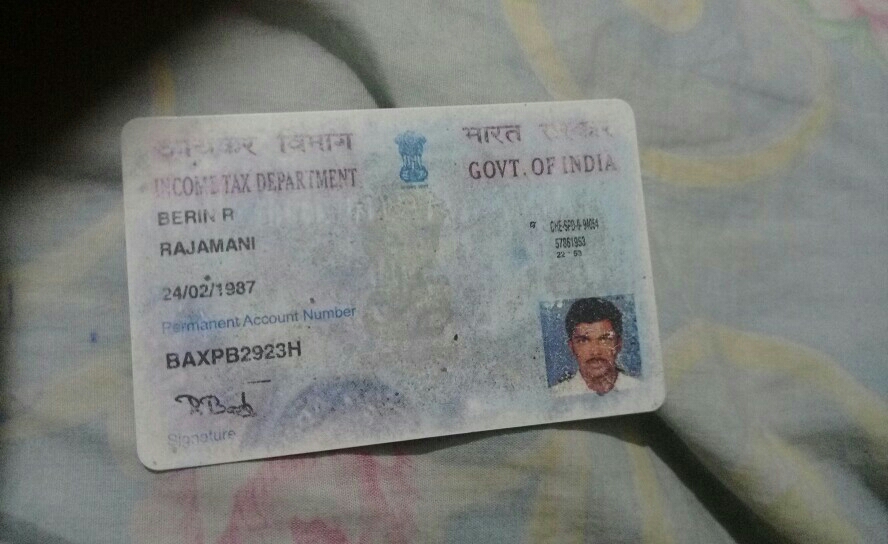 आयकर विभाग
भारत सरकार
INCOME TAX DEPARTMENT
GOVT. OF INDIA
BERIN R
RAJAMANI
24/02/1987
Permanent Account Number
BAXPB2923H
Signature